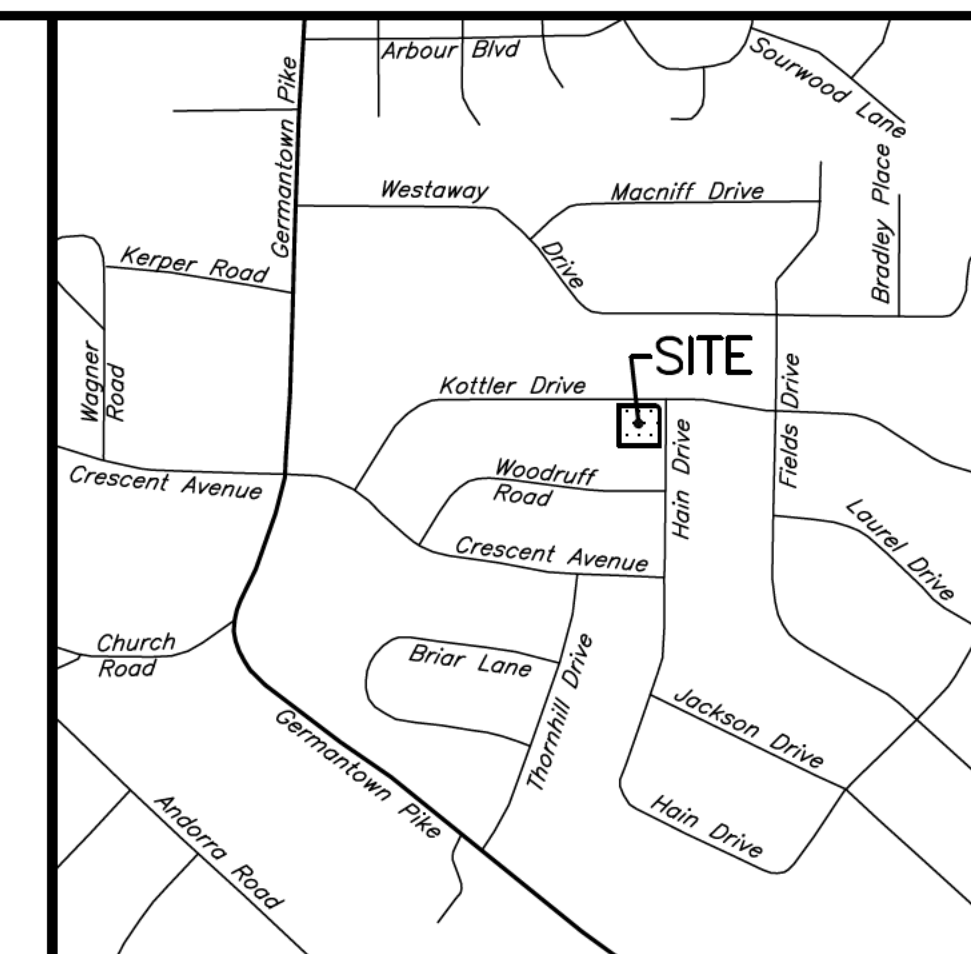 Arbour Blvd
Sourwood Lane
Germantown Pike
Bradley Place
Westaway
Drive
Macniff Drive
Kerper Road
Wagner
Road
SITE
Kottler Drive
Fields Drive
Hain Drive
Woodruff
Road
Crescent Avenue
Crescent Avenue
Laurel Drive
Church
Road
Briar Lane
Thornhill Drive
Jackson Drive
Germantown Pike
Hain Drive
Andorra Road